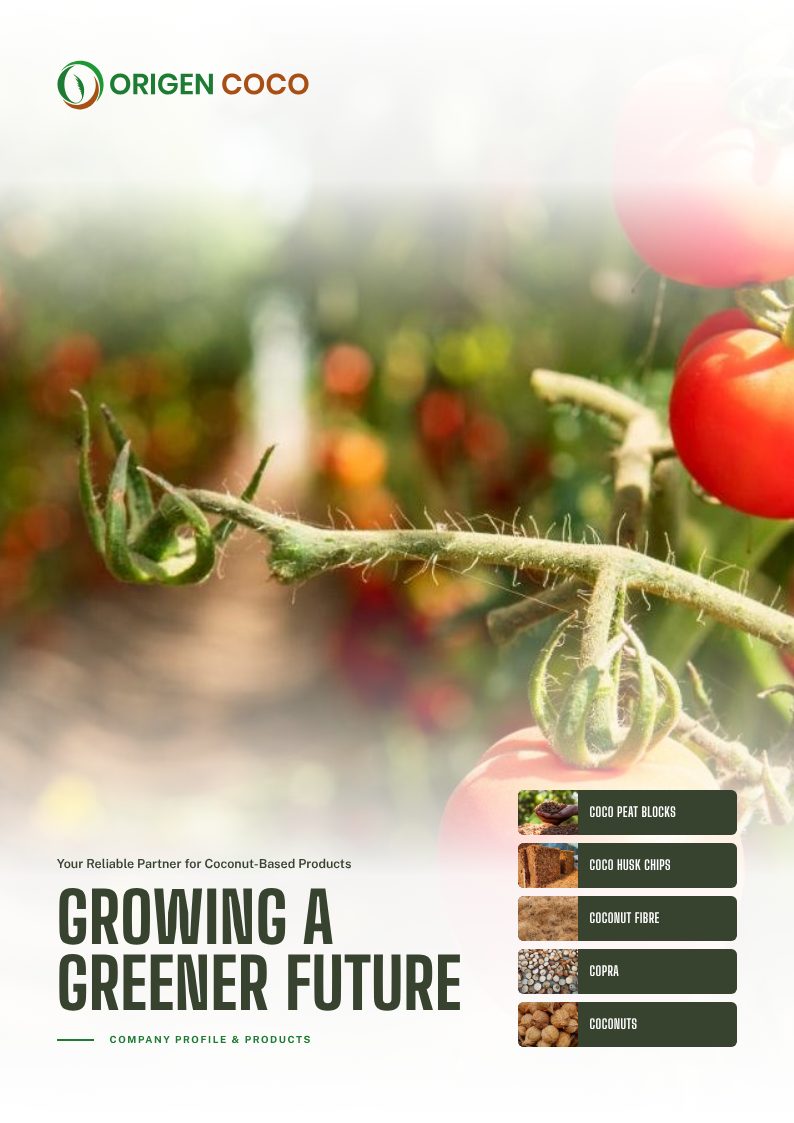 ORIGEN COCO
Your Reliable Partner for Coconut-Based Products
GROWING A
GREENER FUTURE
COMPANY PROFILE & PRODUCTS
COCO PEAT BLOCKS
COCO HUSK CHIPS
COCONUT FIBRE
COPRA
COCONUTS